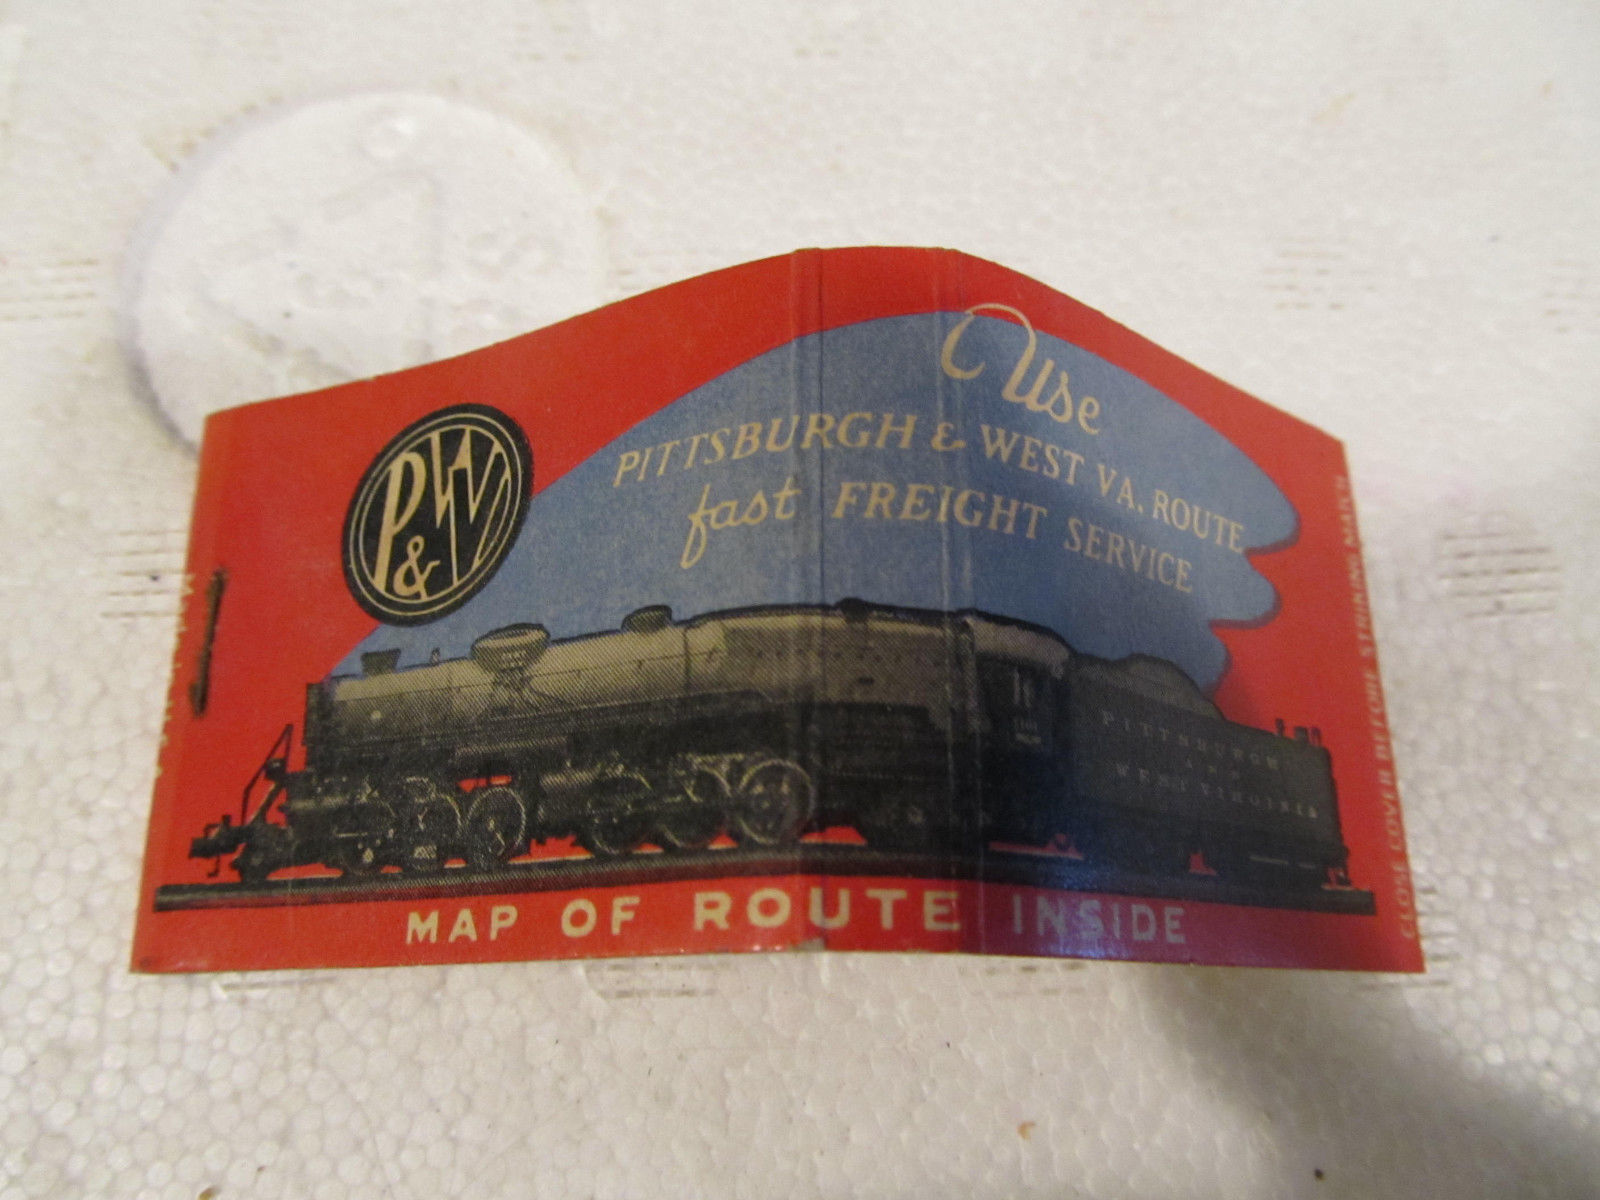 P&WV
Use
PITTSBURGH & WEST VA. ROUTE
fast FREIGHT SERVICE
PITTSBURGH
AND
WEST VIRGINIA
MAP OF ROUTE INSIDE
CLOSE COVER BEFORE STRIKING MATCH